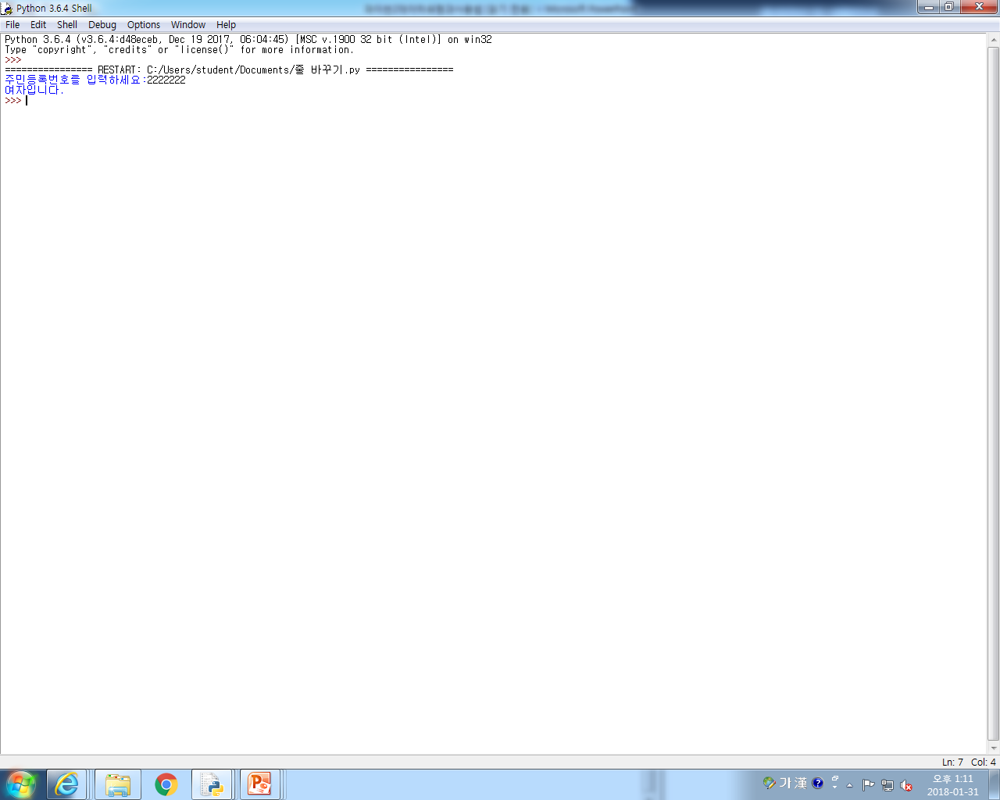 Python 3.6.4 Shell
File Edit Shell Debug Options Window Help
Python 3.6.4 (v3.6.4:d48eceb, Dec 19 2017, 06:04:45) [MSC v.1900 32 bit (Intel)] on win32
Type "copyright", "credits" or "license()" for more information.
>>>
================ RESTART: C:/Users/student/Documents/줄 바꾸기.py ================
주민등록번호를 입력하세요:2222222
여자입니다.
>>>
Ln: 7 Col: 4
가 漢
오후 1:11
2018-01-31